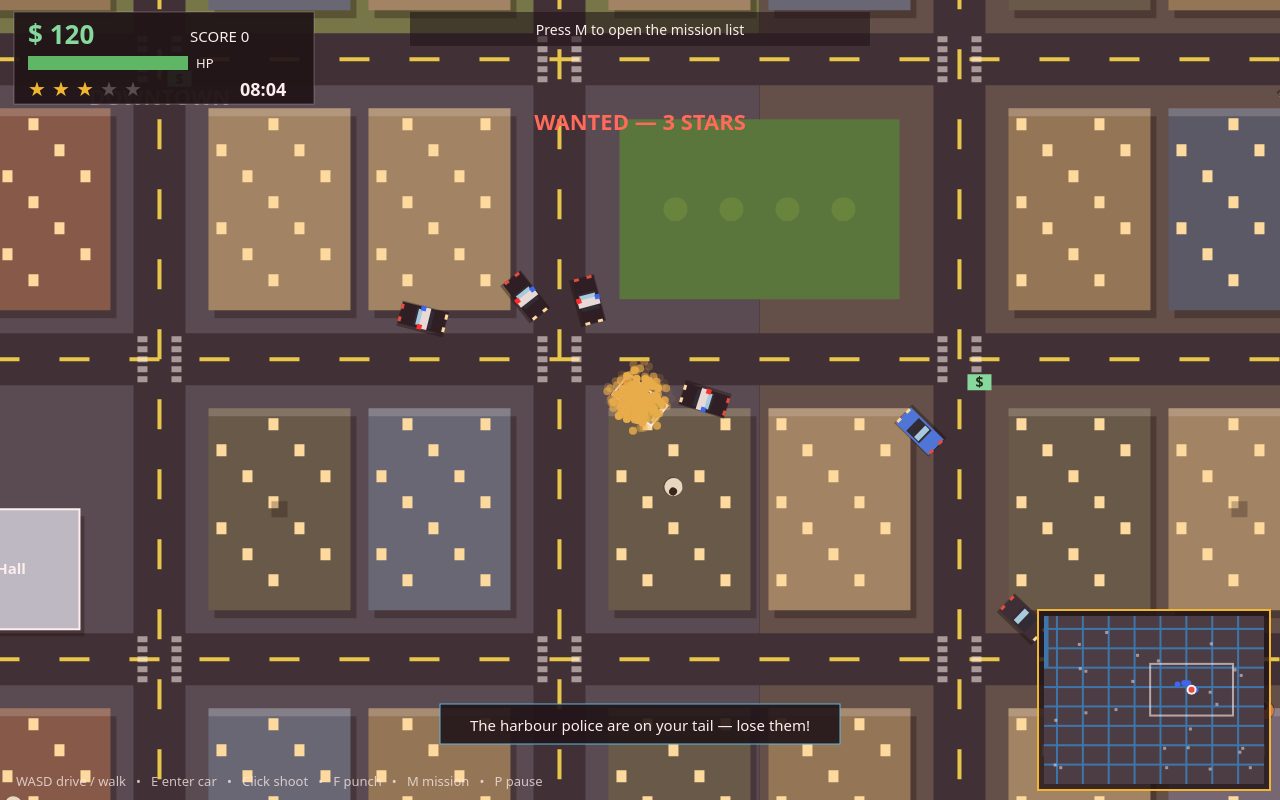 $ 120
SCORE 0
HP
08:04
DOWNTOWN
Press M to open the mission list
WANTED — 3 STARS
$
Hall
The harbour police are on your tail — lose them!
WASD drive / walk • E enter car • Click shoot • F punch • M mission • P pause